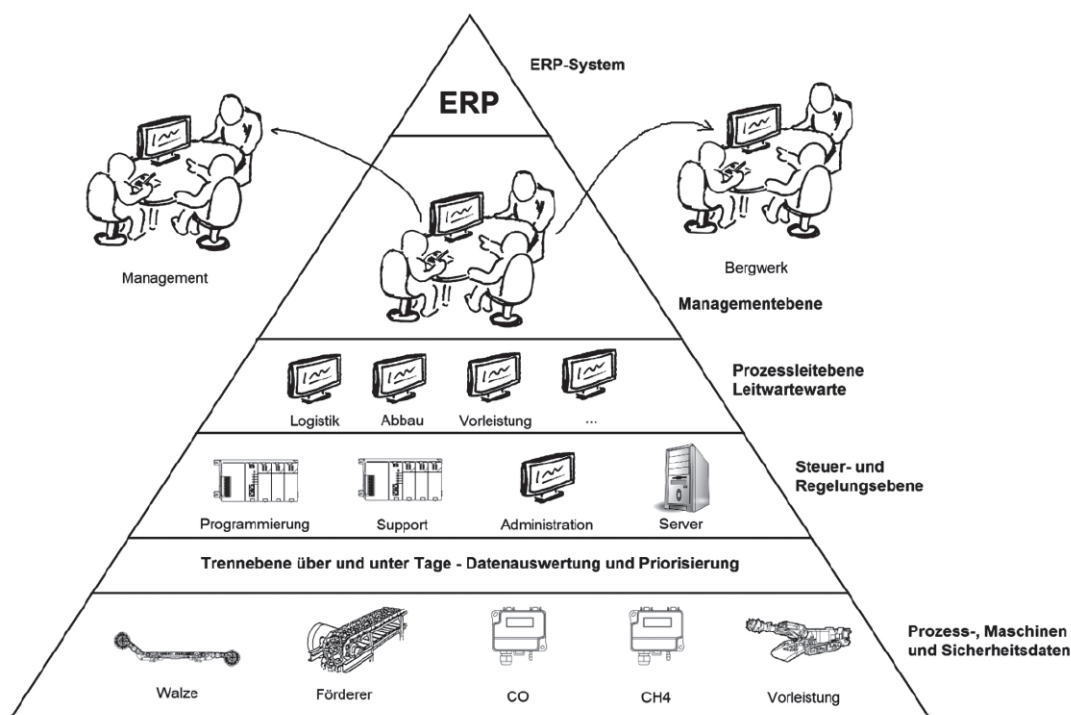 ERP-System
ERP
Management
Bergwerk
Managementebene
Prozessleitebene
Leitwartewarte
Logistik
Abbau
Vorleistung
...
Steuer- und
Regelungsebene
Programmierung
Support
Administration
Server
Trennebene über und unter Tage - Datenauswertung und Priorisierung
Prozess-, Maschinen
und Sicherheitsdaten
Walze
Förderer
CO
CH4
Vorleistung